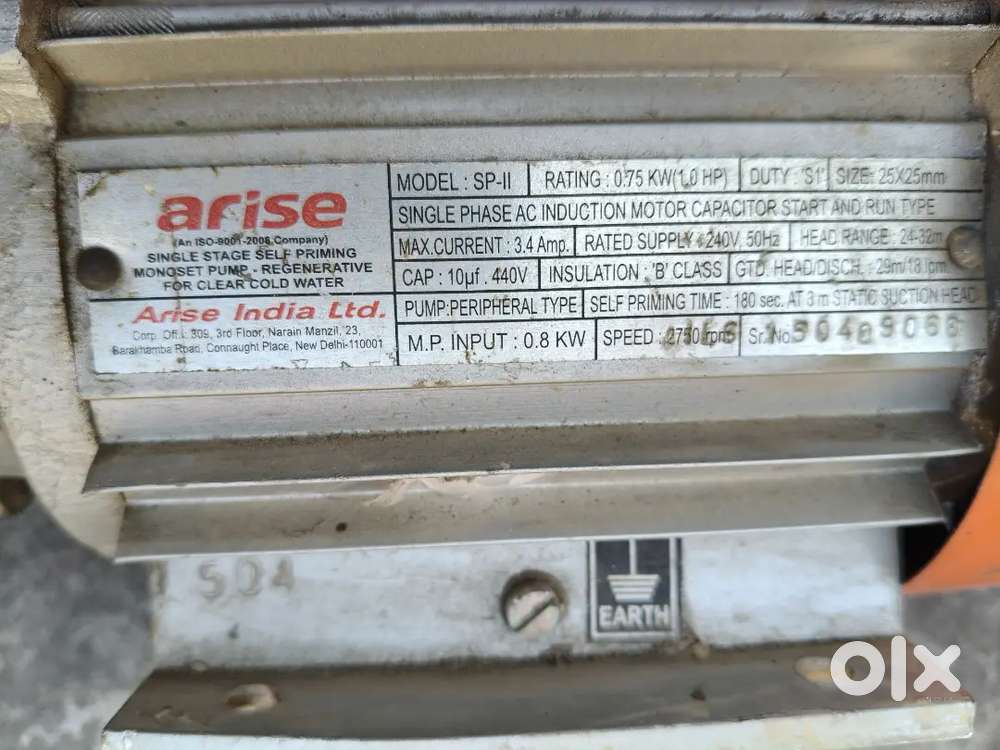 arise
(An ISO-9001-2008 Company)
SINGLE STAGE SELF PRIMING
MONOSET PUMP - REGENERATIVE
FOR CLEAR COLD WATER
Arise India Ltd.
Corp. Off.: 309, 3rd Floor, Narain Manzil, 23,
Barakhamba Road, Connaught Place, New Delhi-110001
MODEL : SP-II RATING : 0.75 KW(1.0 HP) DUTY : 'S1' SIZE: 25X25mm
SINGLE PHASE AC INDUCTION MOTOR CAPACITOR START AND RUN TYPE
MAX.CURRENT : 3.4 Amp. RATED SUPPLY : 240V, 50Hz HEAD RANGE : 24-32m
CAP : 10µf . 440V INSULATION : 'B' CLASS GTD. HEAD/DISCH. : 29m/18 lpm
PUMP:PERIPHERAL TYPE SELF PRIMING TIME : 180 sec. AT 3 m STATIC SUCTION HEAD
M.P. INPUT : 0.8 KW SPEED : 2750 rpm Sr. No.
504
EARTH
olx